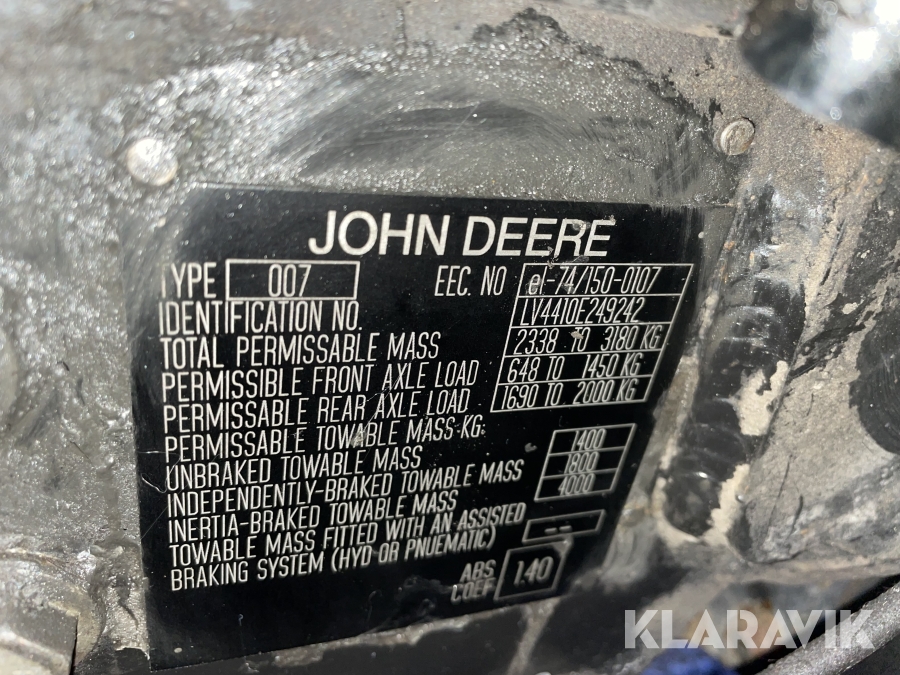 JOHN DEERE
TYPE 007 EEC. NO e1-74/150-0107
IDENTIFICATION NO. LV4410E249242
TOTAL PERMISSABLE MASS 2338 TO 3180 KG
PERMISSIBLE FRONT AXLE LOAD 648 TO 1450 KG
PERMISSABLE REAR AXLE LOAD 1690 TO 2000 KG
PERMISSABLE TOWABLE MASS-KG:
UNBRAKED TOWABLE MASS 1400
INDEPENDENTLY-BRAKED TOWABLE MASS 1800
INERTIA-BRAKED TOWABLE MASS 4000
TOWABLE MASS FITTED WITH AN ASSISTED
BRAKING SYSTEM (HYD OR PNUEMATIC) --
ABS
COEF 1.40
KLARAVIK